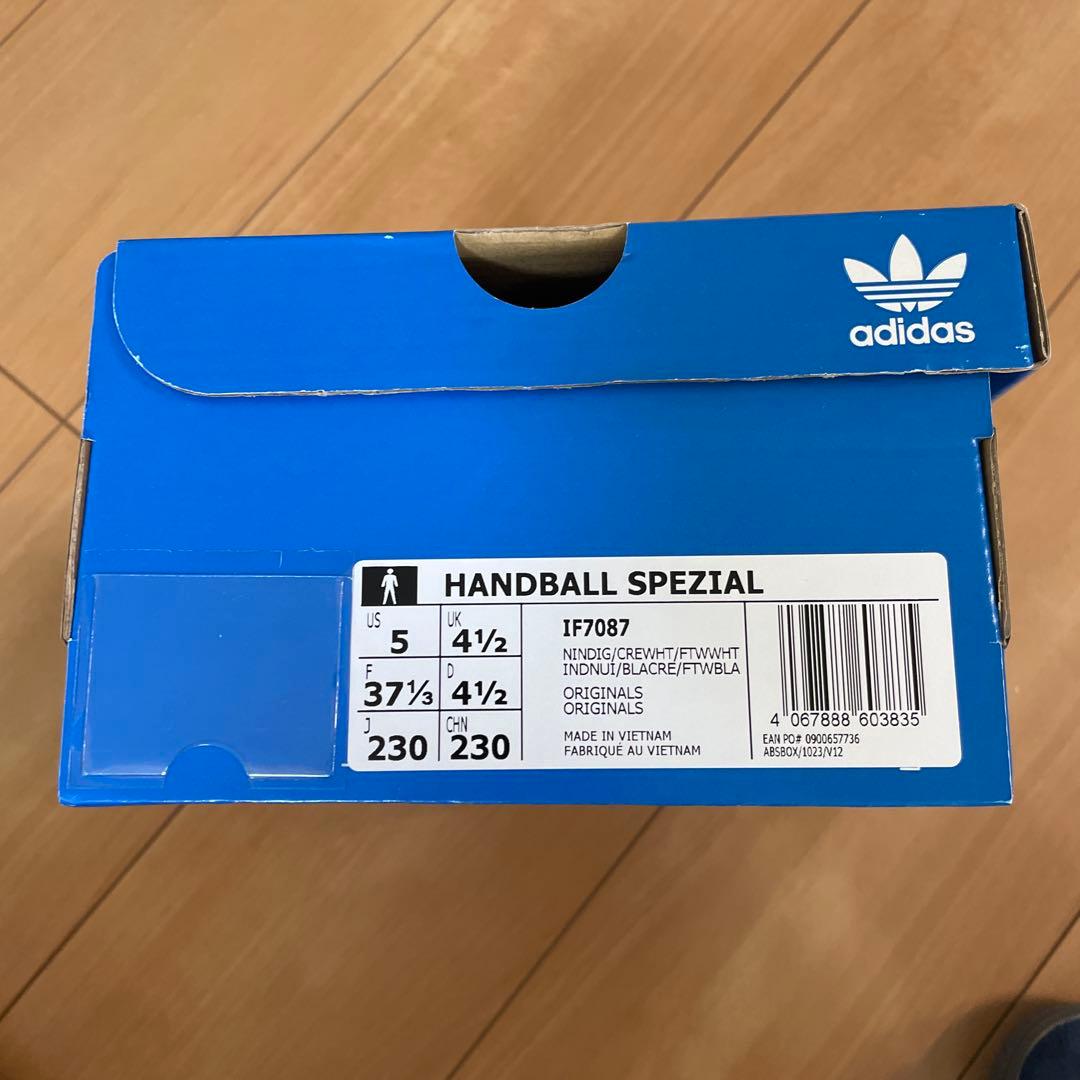 adidas
HANDBALL SPEZIAL
US 5 UK 4½
F 37⅓ D 4½
J 230 CHN 230
IF7087
NINDIG/CREWHT/FTWWHT
INDNUI/BLACRE/FTWBLA
ORIGINALS
ORIGINALS
MADE IN VIETNAM
FABRIQUÉ AU VIETNAM
4 067888 603835
EAN PO# 0900657736
ABSBOX/1023/V12